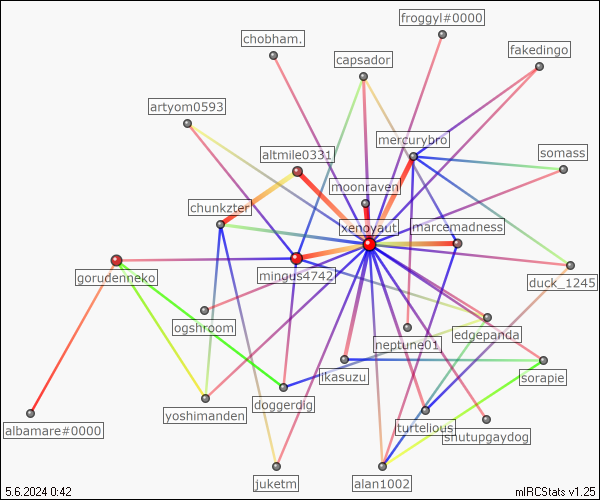 froggyl#0000
chobham.
fakedingo
capsador
artyom0593
mercurybro
altmile0331
somass
moonraven
chunkzter
xenoyaut
marcemadness
gorudenneko
mingus4742
duck_1245
ogshroom
edgepanda
neptune01
ikasuzu
sorapie
doggerdig
yoshimanden
turtelious
albamare#0000
shutupgaydog
juketm
alan1002
5.6.2024 0:42
mIRCStats v1.25